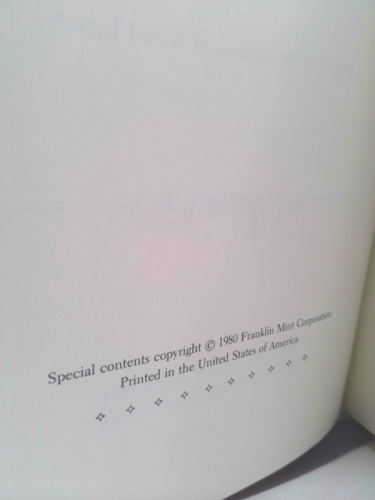 Special contents copyright © 1980 Franklin Mint Corporation
Printed in the United States of America